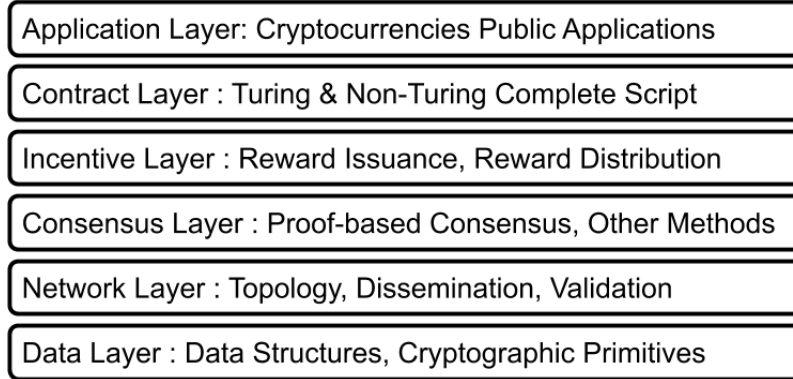 Application Layer: Cryptocurrencies Public Applications
Contract Layer : Turing & Non-Turing Complete Script
Incentive Layer : Reward Issuance, Reward Distribution
Consensus Layer : Proof-based Consensus, Other Methods
Network Layer : Topology, Dissemination, Validation
Data Layer : Data Structures, Cryptographic Primitives